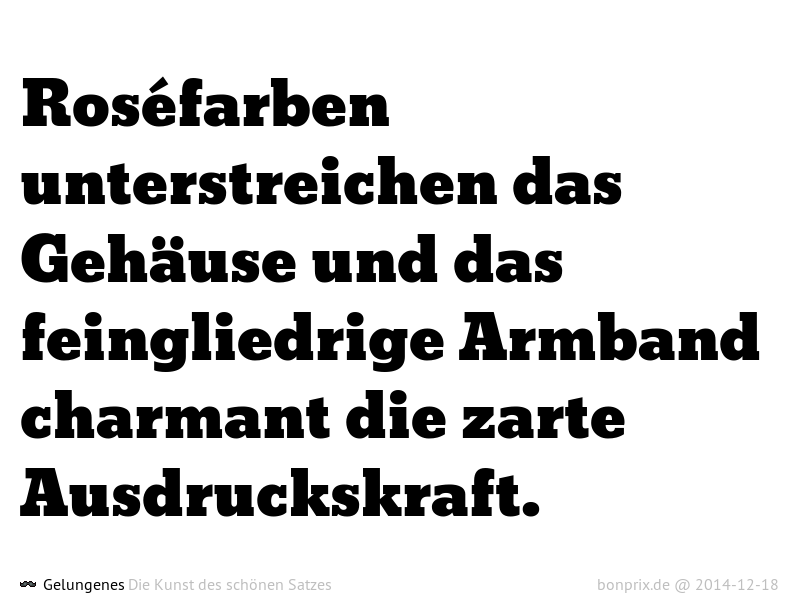 Roséfarben
unterstreichen das
Gehäuse und das
feingliedrige Armband
charmant die zarte
Ausdruckskraft.
Gelungenes Die Kunst des schönen Satzes
bonprix.de @ 2014-12-18